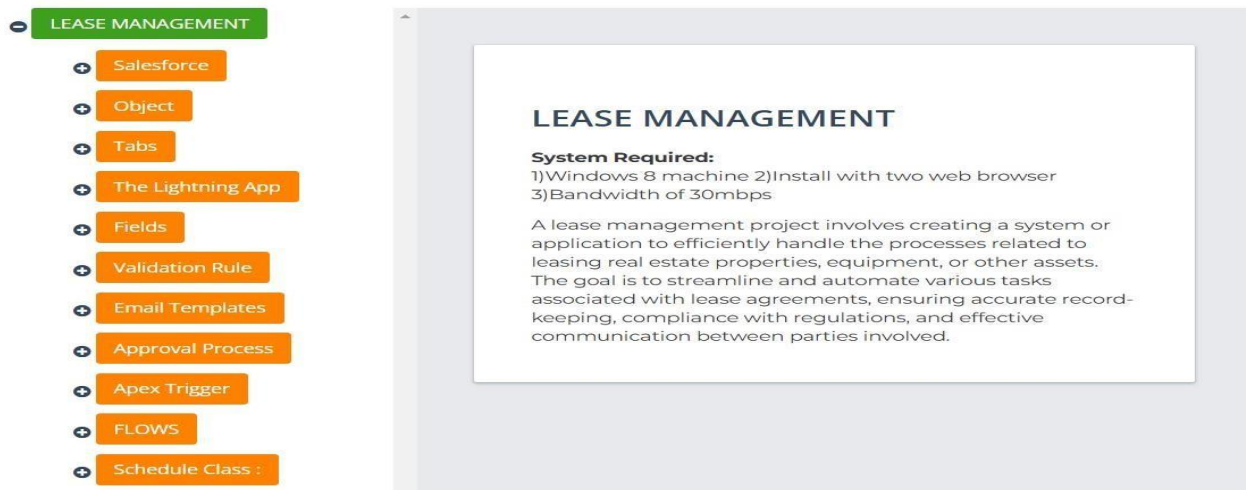 LEASE MANAGEMENT
Salesforce
Object
Tabs
The Lightning App
Fields
Validation Rule
Email Templates
Approval Process
Apex Trigger
FLOWS
Schedule Class :
LEASE MANAGEMENT
System Required:
1)Windows 8 machine 2)Install with two web browser
3)Bandwidth of 30mbps
A lease management project involves creating a system or
application to efficiently handle the processes related to
leasing real estate properties, equipment, or other assets.
The goal is to streamline and automate various tasks
associated with lease agreements, ensuring accurate record-
keeping, compliance with regulations, and effective
communication between parties involved.